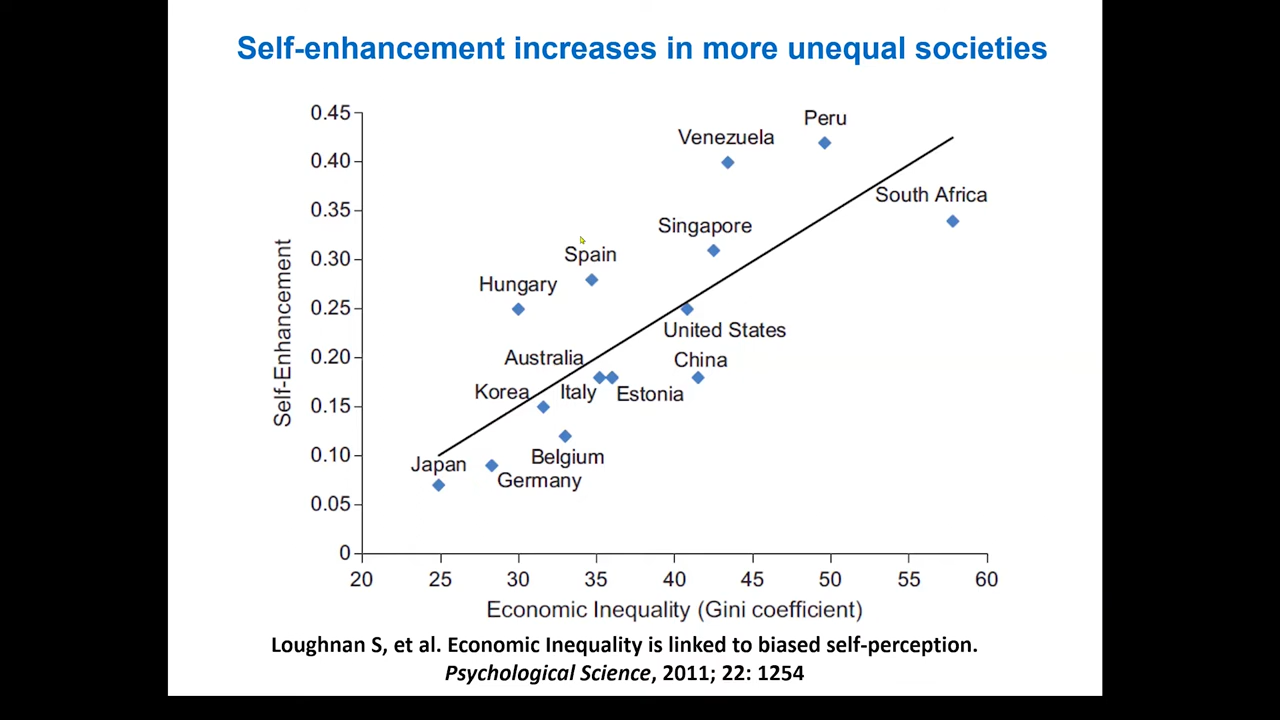 Self-enhancement increases in more unequal societies
0.45
Peru
Venezuela
0.40
0.35
South Africa
Singapore
0.30
Spain
Hungary
0.25
United States
0.20
Australia
China
Korea
Italy
Estonia
0.15
0.10
Japan
Belgium
Germany
0.05
0
Self-Enhancement
20 25 30 35 40 45 50 55 60
Economic Inequality (Gini coefficient)
Loughnan S, et al. Economic Inequality is linked to biased self-perception.
Psychological Science, 2011; 22: 1254